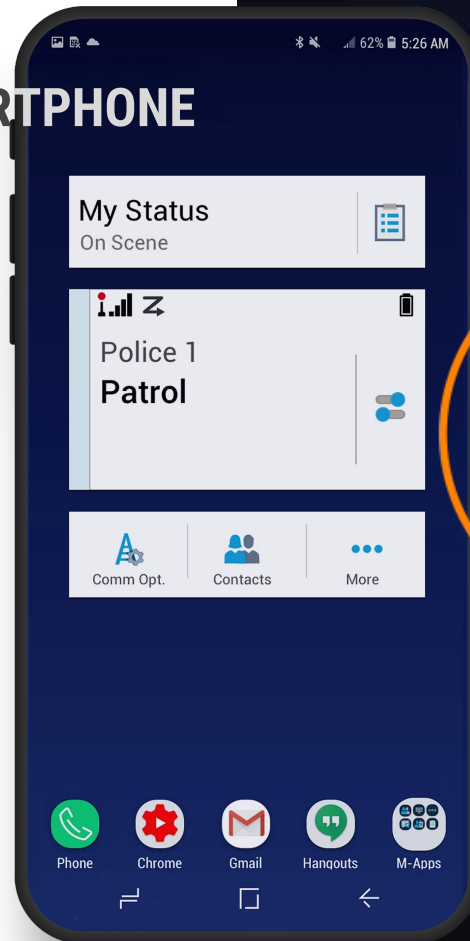 62% 5:26 AM
RTPHONE
My Status
On Scene
Police 1
Patrol
Comm Opt.
Contacts
More
Phone
Chrome
Gmail
Hangouts
M-Apps